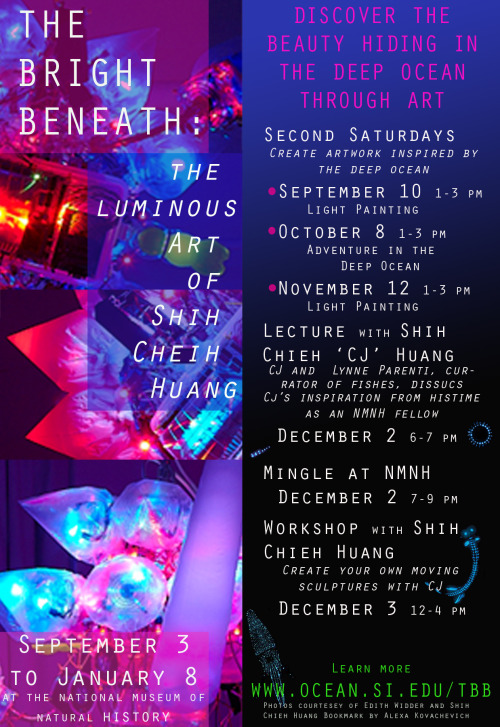 THE
BRIGHT
BENEATH:
THE
LUMINOUS
ART
OF
SHIH
CHEIH
HUANG
SEPTEMBER 3
TO JANUARY 8
AT THE NATIONAL MUSEUM OF
NATURAL HISTORY
DISCOVER THE
BEAUTY HIDING IN
THE DEEP OCEAN
THROUGH ART
SECOND SATURDAYS
CREATE ARTWORK INSPIRED BY
THE DEEP OCEAN
•SEPTEMBER 10 1-3 PM
LIGHT PAINTING
•OCTOBER 8 1-3 PM
ADVENTURE IN THE
DEEP OCEAN
•NOVEMBER 12 1-3 PM
LIGHT PAINTING
LECTURE WITH SHIH
CHIEH 'CJ' HUANG
CJ AND LYNNE PARENTI, CUR-
RATOR OF FISHES, DISSUCS
CJ'S INSPIRATION FROM HISTIME
AS AN NMNH FELLOW
DECEMBER 2 6-7 PM
MINGLE AT NMNH
DECEMBER 2 7-9 PM
WORKSHOP WITH SHIH
CHIEH HUANG
CREATE YOUR OWN MOVING
SCULPTURES WITH CJ
DECEMBER 3 12-4 PM
LEARN MORE
WWW.OCEAN.SI.EDU/TBB
PHOTOS COURTESEY OF EDITH WIDDER AND SHIH
CHIEH HUANG BOOKMARK BY ALEXA KOVACHEVICH